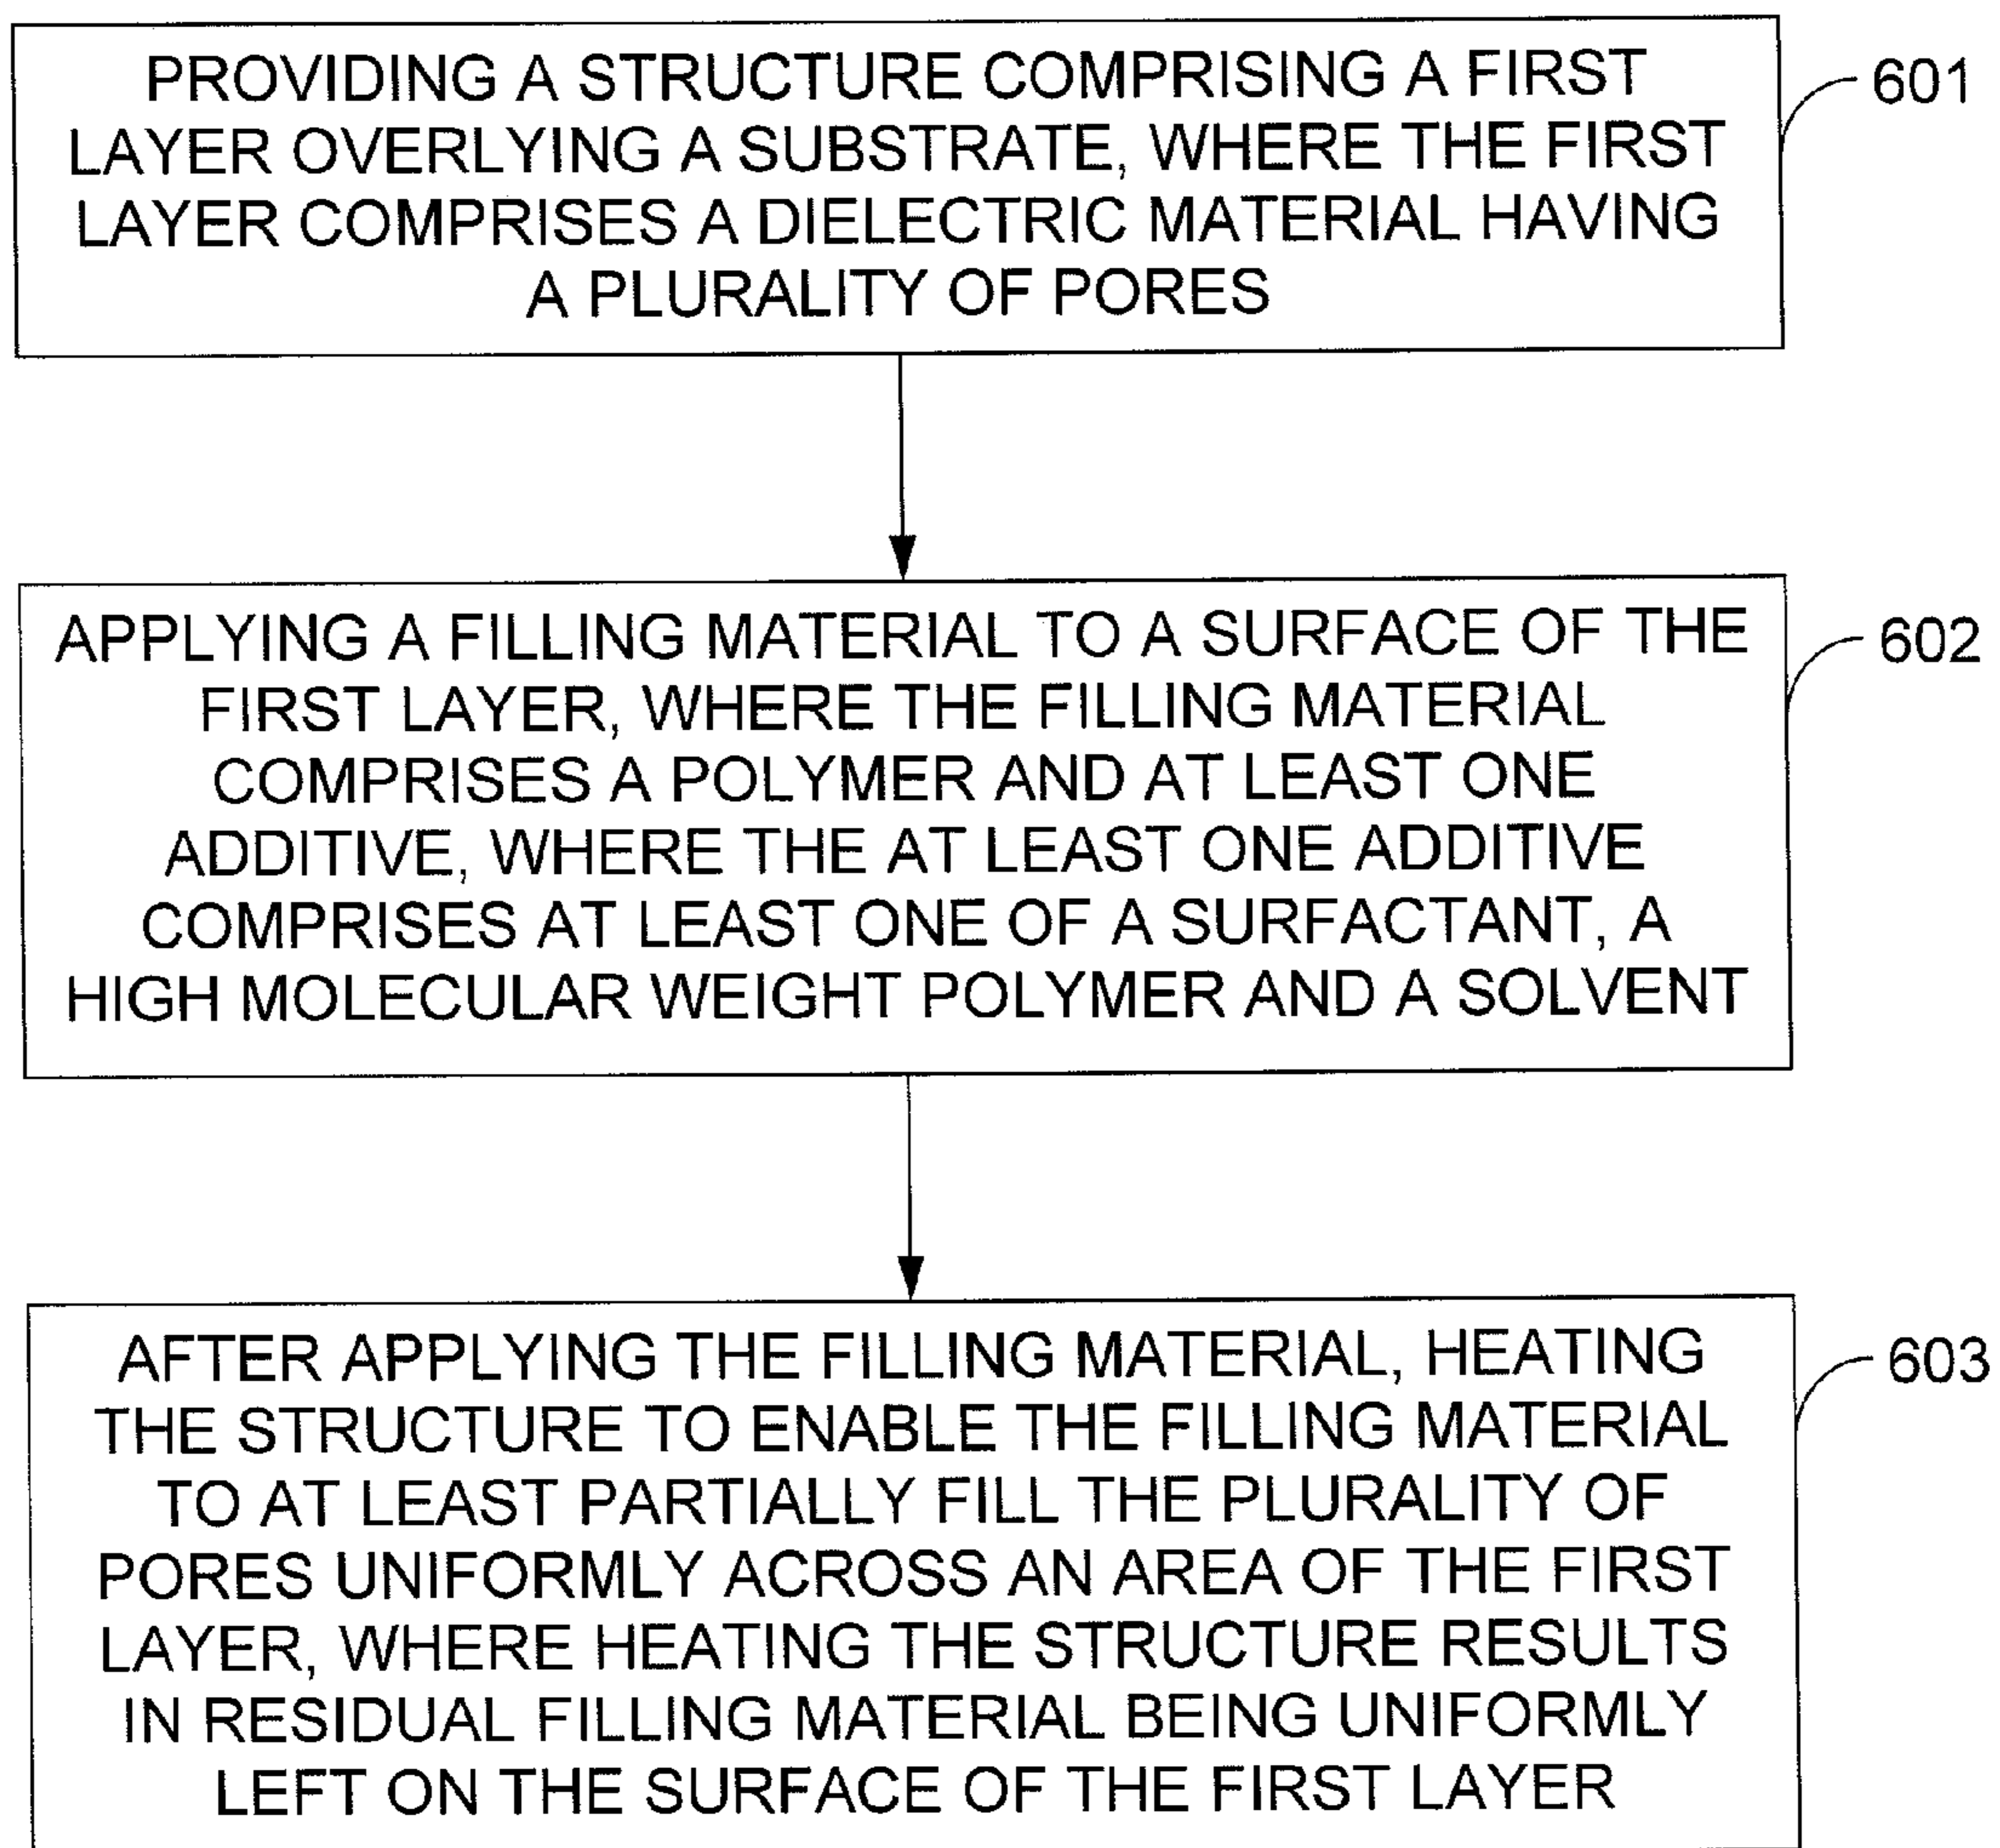 PROVIDING A STRUCTURE COMPRISING A FIRST
LAYER OVERLYING A SUBSTRATE, WHERE THE FIRST
LAYER COMPRISES A DIELECTRIC MATERIAL HAVING
A PLURALITY OF PORES
601
APPLYING A FILLING MATERIAL TO A SURFACE OF THE
FIRST LAYER, WHERE THE FILLING MATERIAL
COMPRISES A POLYMER AND AT LEAST ONE
ADDITIVE, WHERE THE AT LEAST ONE ADDITIVE
COMPRISES AT LEAST ONE OF A SURFACTANT, A
HIGH MOLECULAR WEIGHT POLYMER AND A SOLVENT
602
AFTER APPLYING THE FILLING MATERIAL, HEATING
THE STRUCTURE TO ENABLE THE FILLING MATERIAL
TO AT LEAST PARTIALLY FILL THE PLURALITY OF
PORES UNIFORMLY ACROSS AN AREA OF THE FIRST
LAYER, WHERE HEATING THE STRUCTURE RESULTS
IN RESIDUAL FILLING MATERIAL BEING UNIFORMLY
LEFT ON THE SURFACE OF THE FIRST LAYER
603